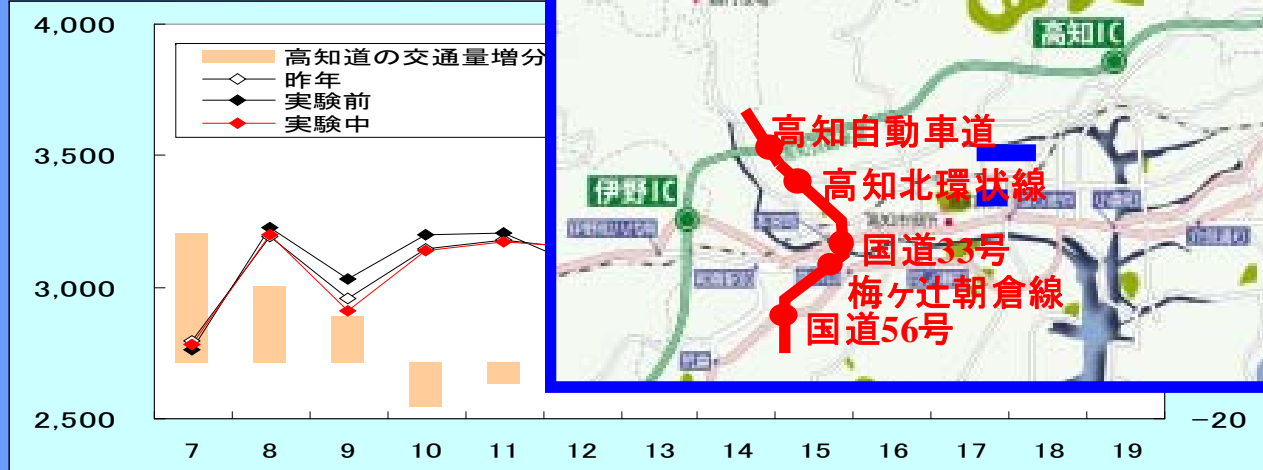 4,000
3,500
3,000
2,500
高知道の交通量増分
昨年
実験前
実験中
7 8 9 10 11 12 13 14 15 16 17 18 19
−20
高知IC
伊野IC
高知自動車道
高知北環状線
国道33号
梅ヶ辻朝倉線
国道56号